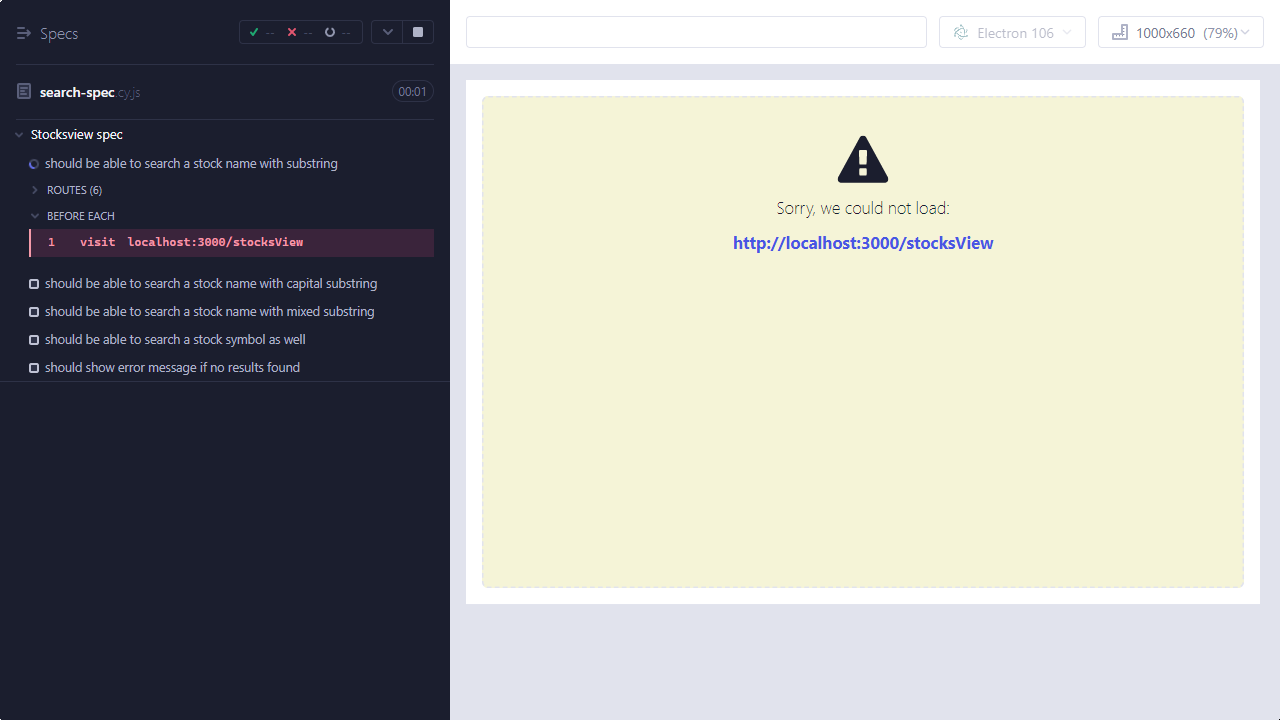 Specs
-- -- --
search-spec.cy.js
00:01
Stocksview spec
should be able to search a stock name with substring
ROUTES (6)
BEFORE EACH
1 visit localhost:3000/stocksView
should be able to search a stock name with capital substring
should be able to search a stock name with mixed substring
should be able to search a stock symbol as well
should show error message if no results found
Electron 106
1000x660 (79%)
Sorry, we could not load:
http://localhost:3000/stocksView